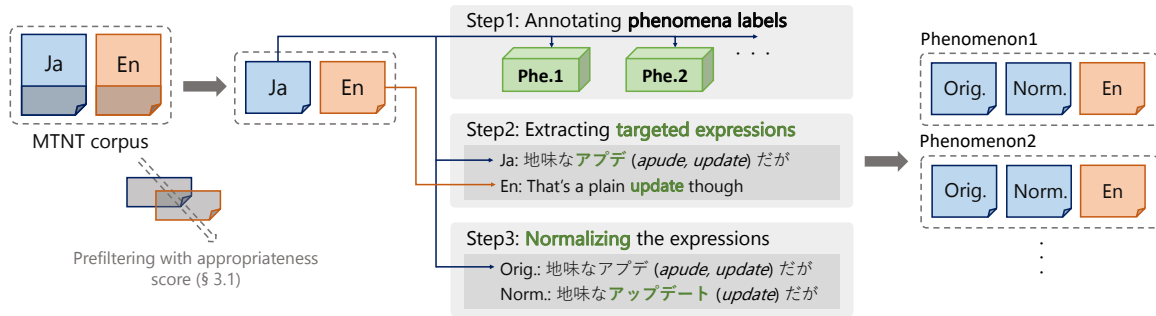 Ja
En
MTNT corpus
Prefiltering with appropriateness
score (§ 3.1)
Ja
En
Step1: Annotating phenomena labels
Phe.1
Phe.2
. . .
Step2: Extracting targeted expressions
Ja: 地味なアプデ (apude, update) だが
En: That's a plain update though
Step3: Normalizing the expressions
Orig.: 地味なアプデ (apude, update) だが
Norm.: 地味なアップデート (update) だが
Phenomenon1
Orig.
Norm.
En
Phenomenon2
Orig.
Norm.
En
. . .